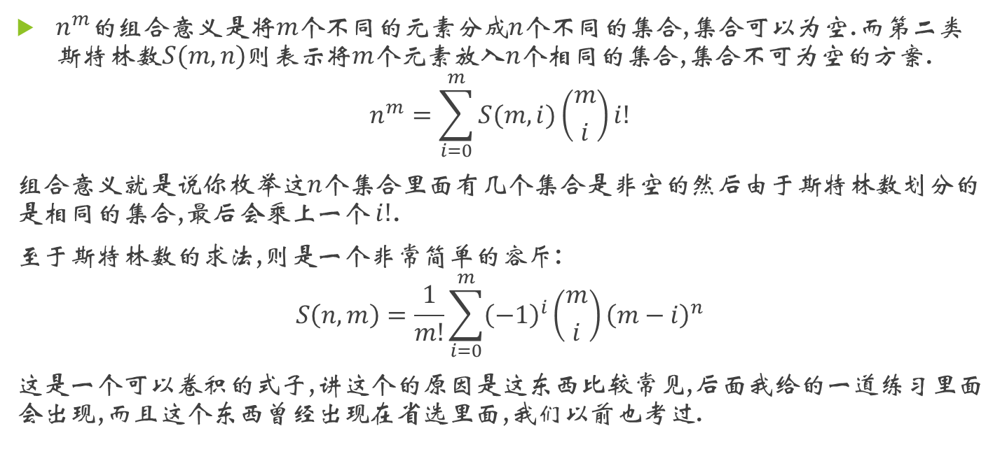 n^m的组合意义是将m个不同的元素分成n个不同的集合,集合可以为空.而第二类
斯特林数S(m,n)则表示将m个元素放入n个相同的集合,集合不可为空的方案.
n^m = \sum_{i=0}^{m} S(m,i) \binom{m}{i} i!
组合意义就是说你枚举这n个集合里面有几个集合是非空的然后由于斯特林数划分的
是相同的集合,最后会乘上一个i!.
至于斯特林数的求法,则是一个非常简单的容斥:
S(n,m) = \frac{1}{m!} \sum_{i=0}^{m} (-1)^i \binom{m}{i} (m-i)^n
这是一个可以卷积的式子,讲这个的原因是这东西比较常见,后面我给的一道练习里面
会出现,而且这个东西曾经出现在省选里面,我们以前也考过.